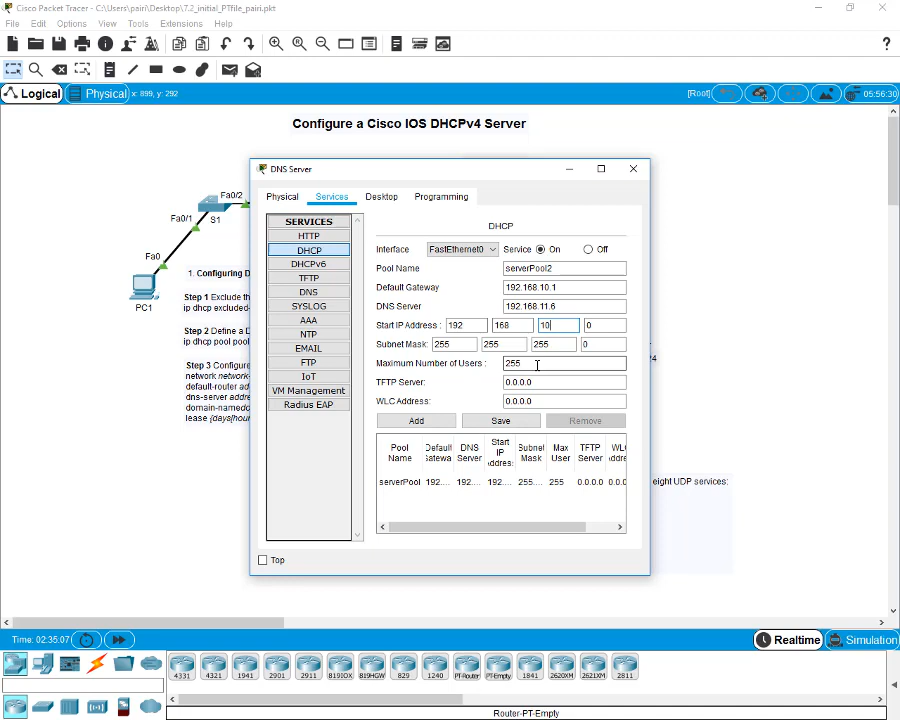 Cisco Packet Tracer - C:\Users\pairi\Desktop\7.2_initial_PTfile_pairi.pkt
File Edit Options View Tools Extensions Help
?
Logical Physical x: 899, y: 292 [Root] 05:56:30
Configure a Cisco IOS DHCPv4 Server
Fa0/2
S1
Fa0/1
Fa0
PC1
1. Configuring D
Step 1 Exclude th
ip dhcp excluded-
Step 2 Define a D
ip dhcp pool pool
Step 3 Configure
network network-
default-router ad
dns-server addre
domain-namedo
lease {days[hour
eight UDP services:
DNS Server
Physical Services Desktop Programming
SERVICES
HTTP
DHCP
DHCPv6
TFTP
DNS
SYSLOG
AAA
NTP
EMAIL
FTP
IoT
VM Management
Radius EAP
DHCP
Interface FastEthernet0 Service On Off
Pool Name serverPool2
Default Gateway 192.168.10.1
DNS Server 192.168.11.6
Start IP Address : 192 168 10 0
Subnet Mask: 255 255 255 0
Maximum Number of Users : 255
TFTP Server: 0.0.0.0
WLC Address: 0.0.0.0
Add Save Remove
Pool Name Default Gatewa DNS Server Start IP Address Subnet Mask Max User TFTP Server WLC Addre
serverPool 192.... 192.... 192.... 255.... 255 0.0.0.0 0.0.0
Top
Time: 02:35:07 Realtime Simulation
4331 4321 1941 2901 2911 819IOX 819HGW 829 1240 PT-Router PT-Empty 1841 2620XM 2621XM 2811
Router-PT-Empty